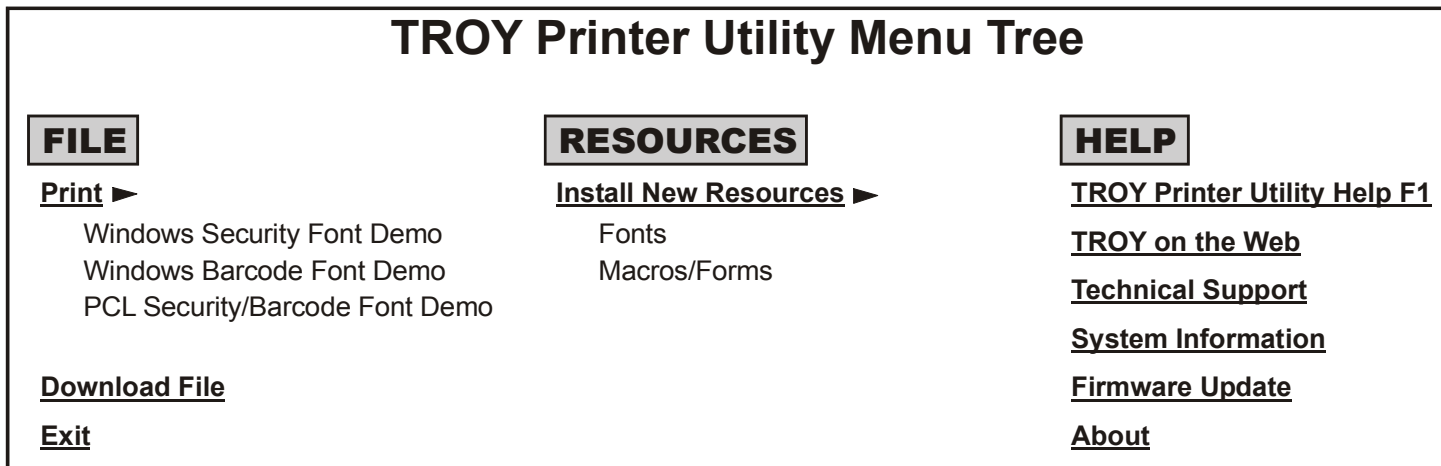 TROY Printer Utility Menu Tree
FILE
Print
Windows Security Font Demo
Windows Barcode Font Demo
PCL Security/Barcode Font Demo
Download File
Exit
RESOURCES
Install New Resources
Fonts
Macros/Forms
HELP
TROY Printer Utility Help F1
TROY on the Web
Technical Support
System Information
Firmware Update
About